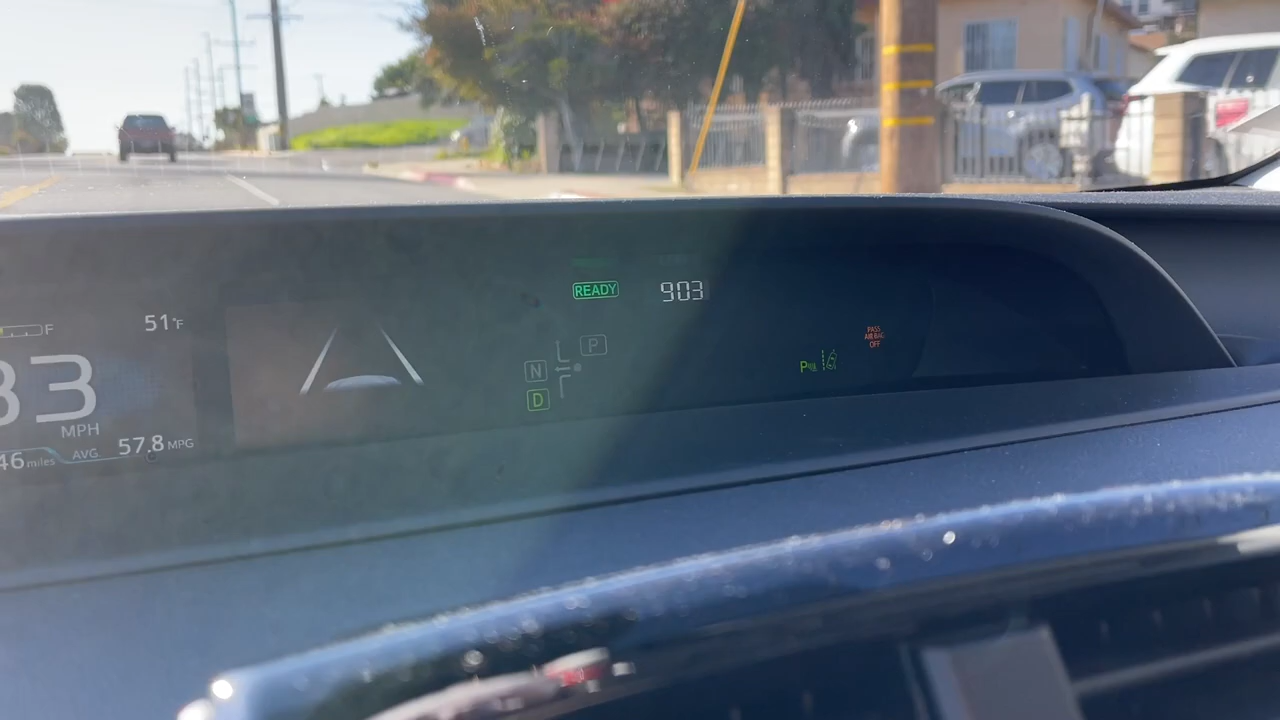 READY 903
F 51°F
P
N
D
PASS
AIR BAG
OFF
33
MPH
46 miles AVG. 57.8 MPG